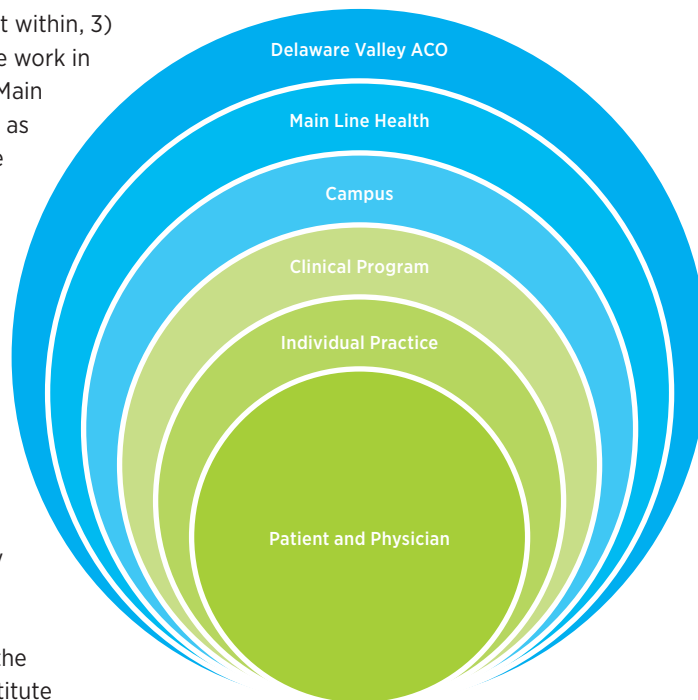 t within, 3)
e work in
Main
as
e
y
the
titute
Delaware Valley ACO
Main Line Health
Campus
Clinical Program
Individual Practice
Patient and Physician